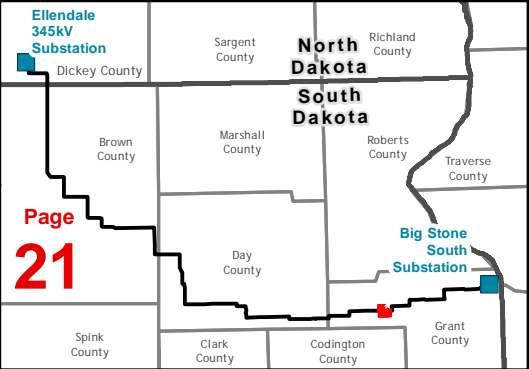 Ellendale
345kV
Substation
Dickey County
Sargent
County
North
Dakota
Richland
County
South
Dakota
Brown
County
Marshall
County
Roberts
County
Traverse
County
Page
21
Day
County
Big Stone
South
Substation
Spink
County
Clark
County
Codington
County
Grant
County